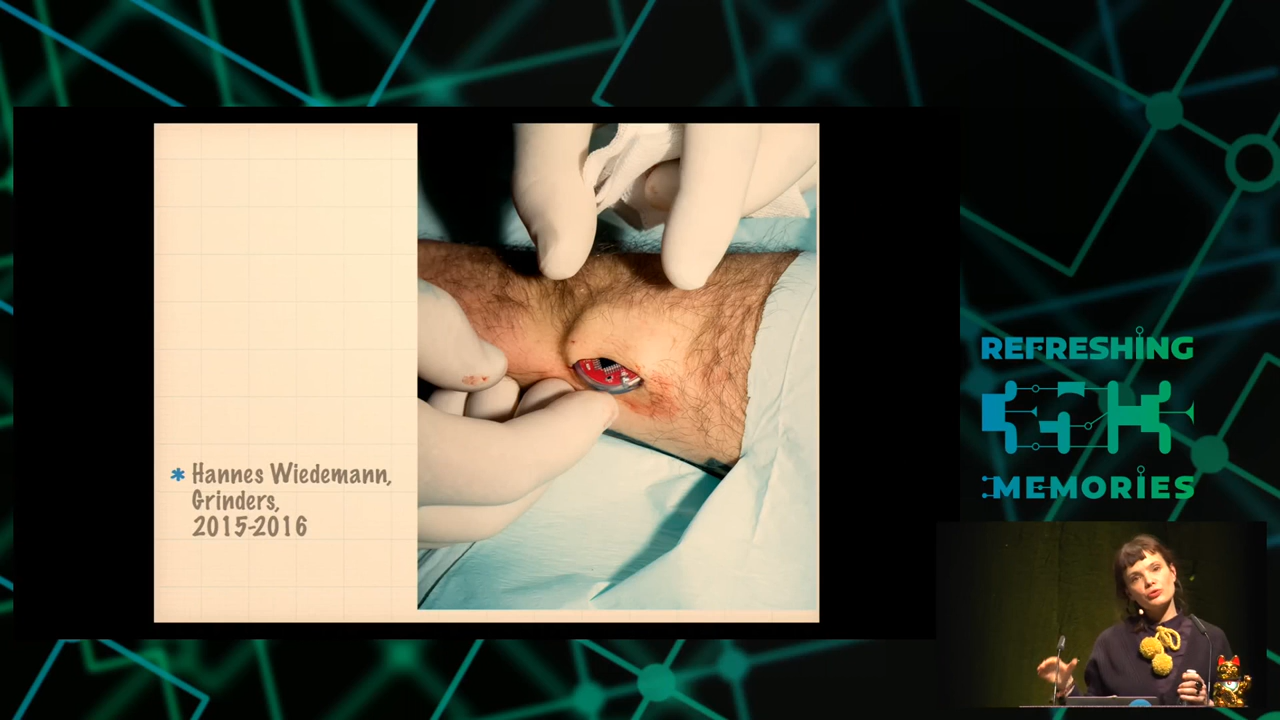 * Hannes Wiedemann,
Grinders,
2015-2016
REFRESHING
MEMORIES